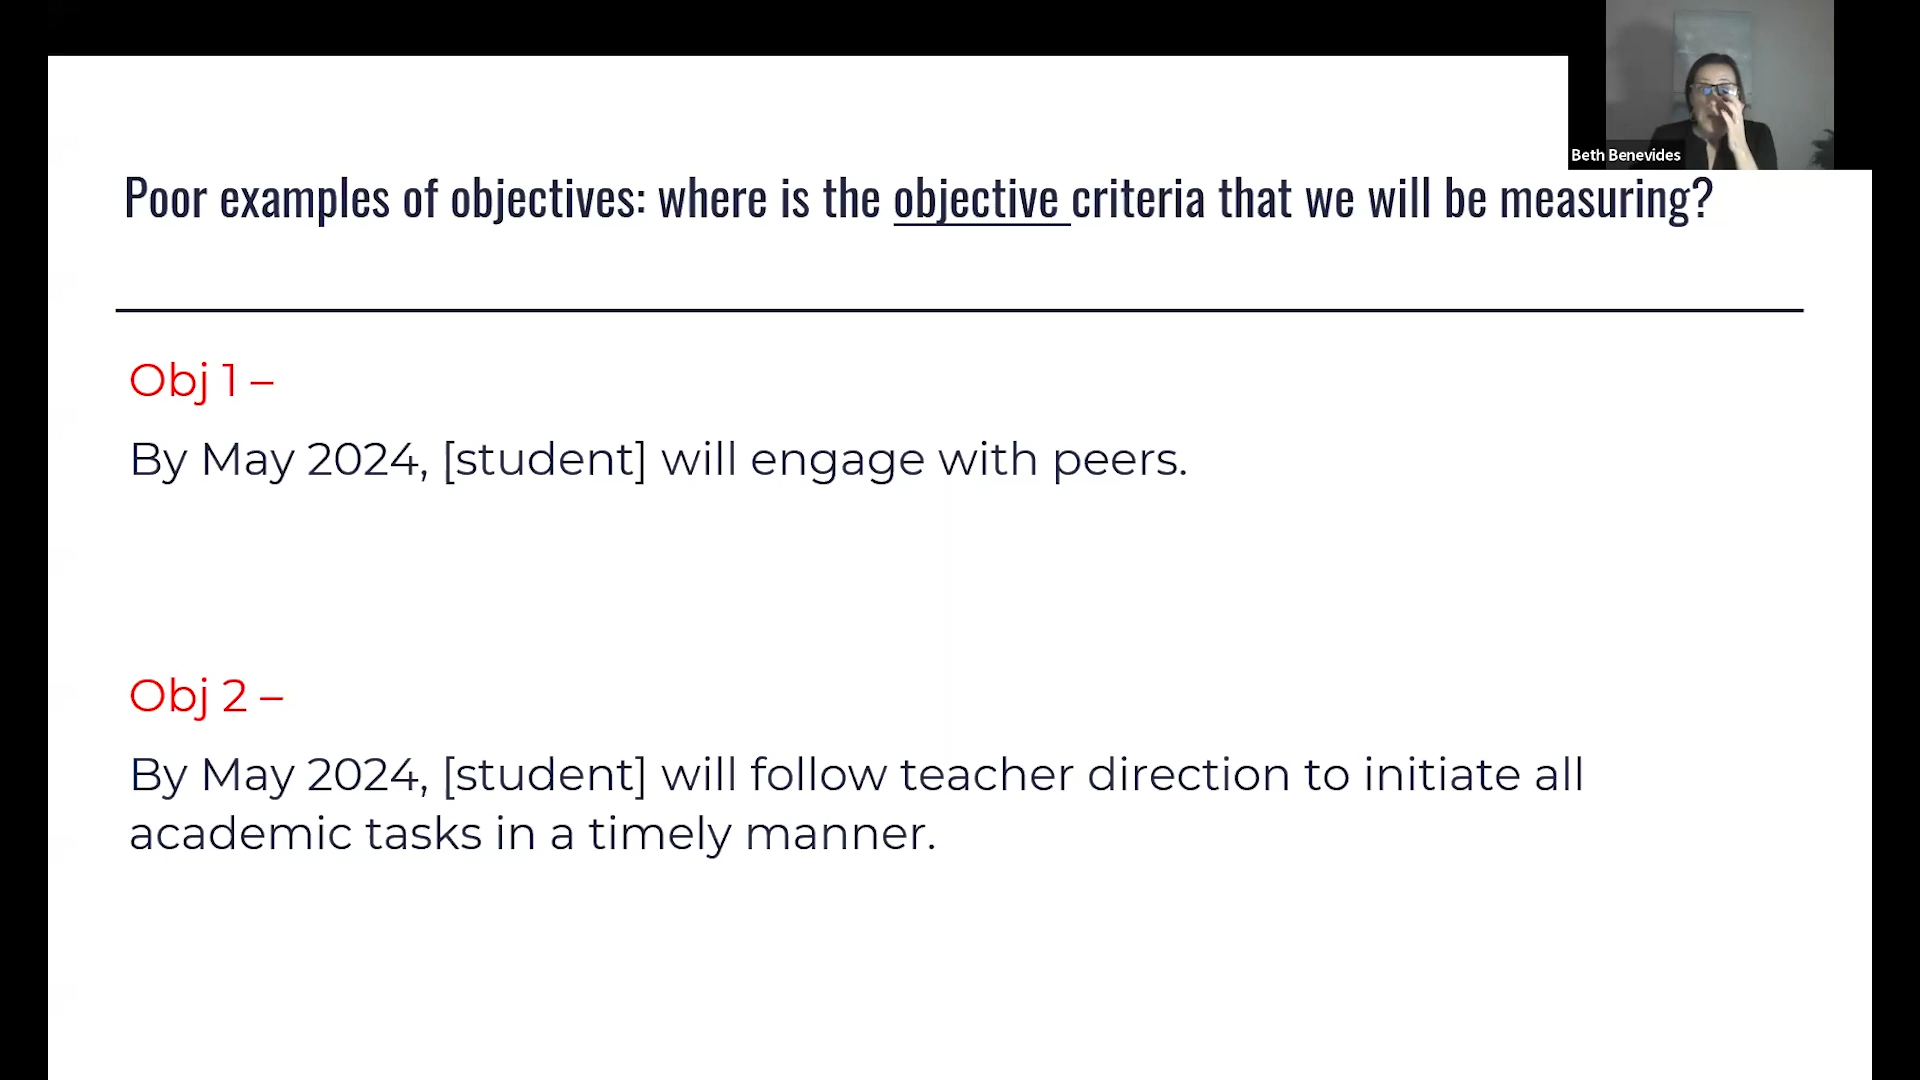 Beth Benevides
Poor examples of objectives: where is the objective criteria that we will be measuring?
Obj 1 –
By May 2024, [student] will engage with peers.
Obj 2 –
By May 2024, [student] will follow teacher direction to initiate all
academic tasks in a timely manner.